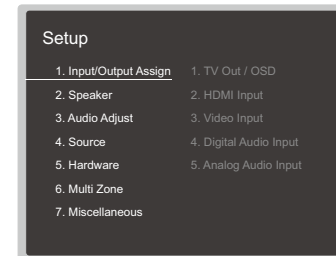 Setup
1. Input/Output Assign
2. Speaker
3. Audio Adjust
4. Source
5. Hardware
6. Multi Zone
7. Miscellaneous
1. TV Out / OSD
2. HDMI Input
3. Video Input
4. Digital Audio Input
5. Analog Audio Input